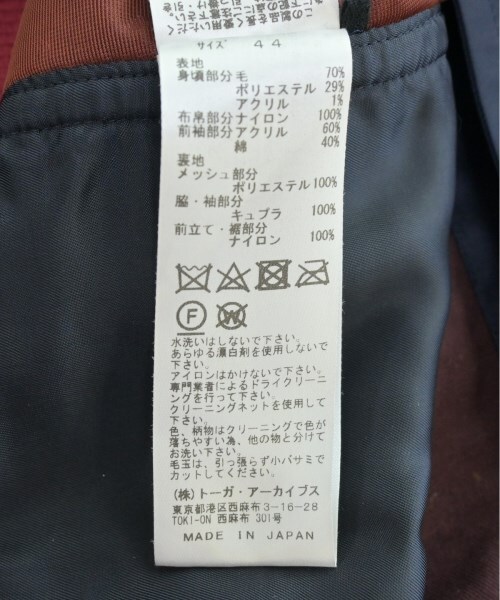 サイズ 44
表地
身頃部分 毛 70%
ポリエステル 29%
アクリル 1%
布帛部分 ナイロン 100%
前袖部分 アクリル 60%
綿 40%
裏地
メッシュ部分
ポリエステル 100%
脇・袖部分
キュプラ 100%
前立て・裾部分
ナイロン 100%
F W
水洗いはしないで下さい。
あらゆる漂白剤を使用しないで
下さい。
アイロンはかけないで下さい。
専門業者によるドライクリーニ
ングを行って下さい。
クリーニングネットを使用して
下さい。
色、柄物はクリーニングで色が
落ちやすい為、他の物と分けて
お洗い下さい。
毛玉は、引っ張らず小バサミで
カットしてください。
(株)トーガ・アーカイブス
東京都港区西麻布3-16-28
TOKI-ON 西麻布 301号
MADE IN JAPAN